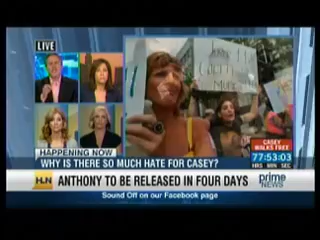 LIVE
HAPPENING NOW
WHY IS THERE SO MUCH HATE FOR CASEY?
CASEY
WALKS FREE
77:53:03
HRS MIN SEC
HLN
ANTHONY TO BE RELEASED IN FOUR DAYS
prime
NEWS
Sound Off on our Facebook page